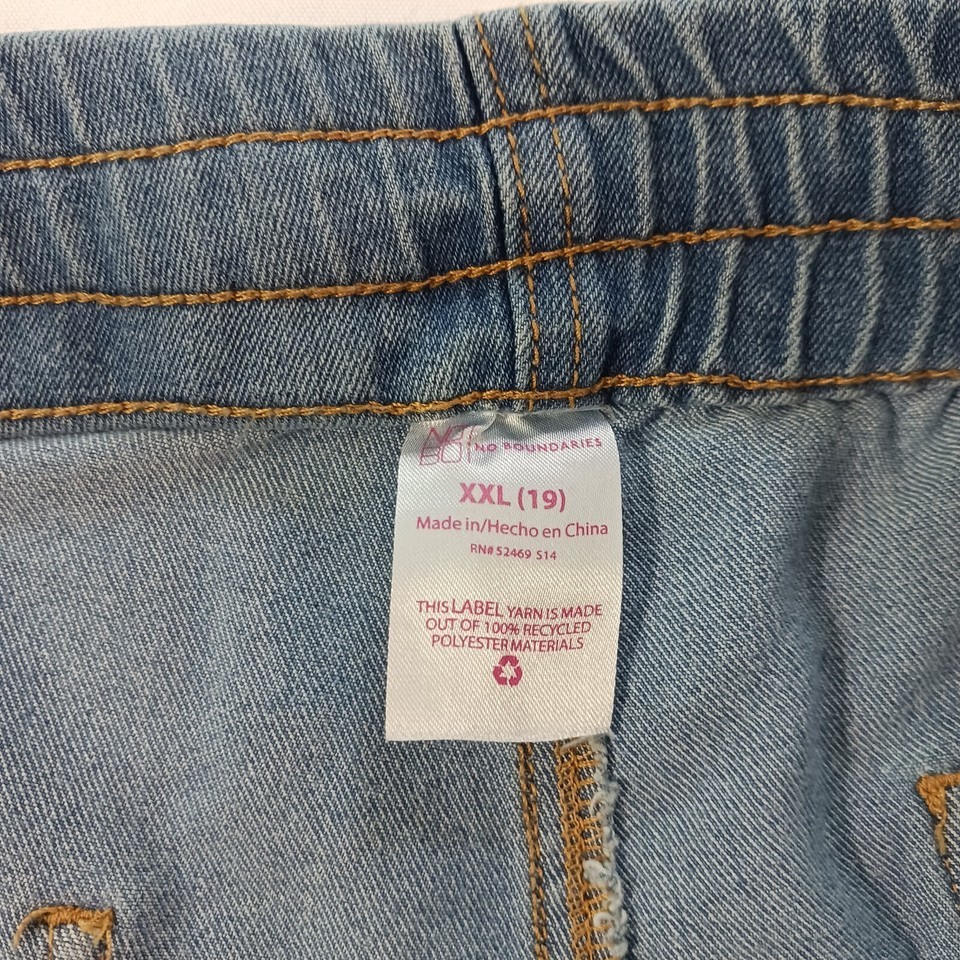 NO BOUNDARIES
XXL (19)
Made in/Hecho en China
RN# 52469 S14
THIS LABEL YARN IS MADE
OUT OF 100% RECYCLED
POLYESTER MATERIALS